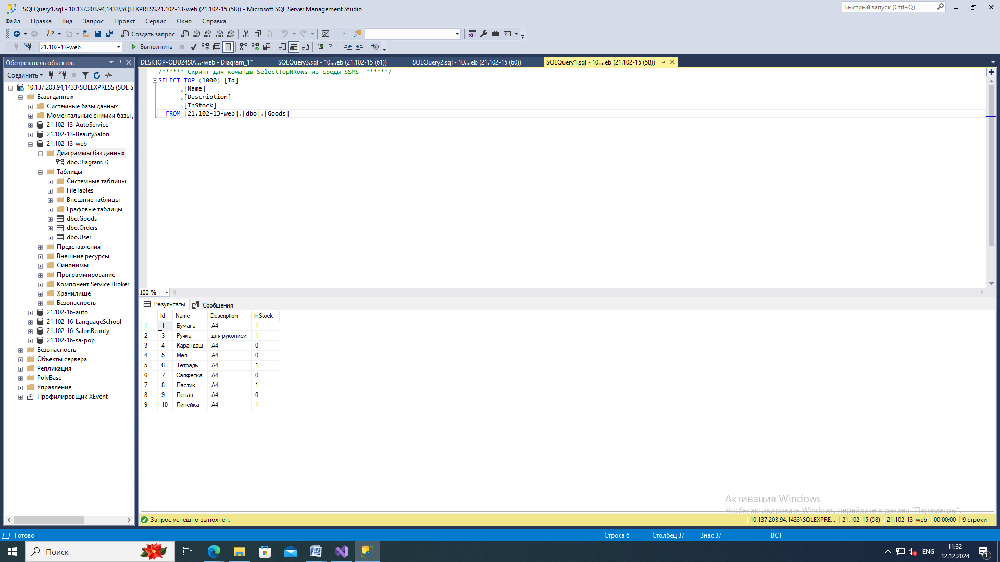 SQLQuery1.sql - 10.137.203.94,1433\SQLEXPRESS.21.102-13-web (21.102-15 (58)) - Microsoft SQL Server Management Studio
Быстрый запуск (Ctrl+Q)
Файл Правка Вид Запрос Проект Сервис Окно Справка
Создать запрос MDX DMX XMLA DAX
21.102-13-web Выполнить
Обозреватель объектов
Соединить
10.137.203.94,1433\SQLEXPRESS (SQL S
Базы данных
Системные базы данных
Моментальные снимки базы
21.102-13-AutoService
21.102-13-BeautySalon
21.102-13-web
Диаграммы баз данных
dbo.Diagram_0
Таблицы
Системные таблицы
FileTables
Внешние таблицы
Графовые таблицы
dbo.Goods
dbo.Orders
dbo.User
Представления
Внешние ресурсы
Синонимы
Программирование
Компонент Service Broker
Хранилище
Безопасность
21.102-16-auto
21.102-16-LanguageSchool
21.102-16-SalonBeauty
21.102-16-sa-pop
Безопасность
Объекты сервера
Репликация
PolyBase
Управление
Профилировщик XEvent
DESKTOP-ODU24S0\...-web - Diagram_1* SQLQuery3.sql - 10....eb (21.102-15 (61)) SQLQuery2.sql - 10....eb (21.102-15 (60)) SQLQuery1.sql - 10....eb (21.102-15 (58))
/****** Скрипт для команды SelectTopNRows из среды SSMS ******/
SELECT TOP (1000) [Id]
,[Name]
,[Description]
,[InStock]
FROM [21.102-13-web].[dbo].[Goods]
100 %
Результаты Сообщения
Id Name Description InStock
1 1 Бумага A4 1
2 3 Ручка для рукописи 1
3 4 Карандаш A4 0
4 5 Мел A4 0
5 6 Тетрадь A4 1
6 7 Салфетка A4 0
7 8 Ластик A4 1
8 9 Пенал A4 0
9 10 Линейка A4 1
Активация Windows
Чтобы активировать Windows, перейдите в раздел "Параметры".
Запрос успешно выполнен. 10.137.203.94,1433\SQLEXPRE... 21.102-15 (58) 21.102-13-web 00:00:00 9 строки
Готово Строка 6 Столбец 37 Знак 37 ВСТ
Поиск ENG 11:32
12.12.2024 1